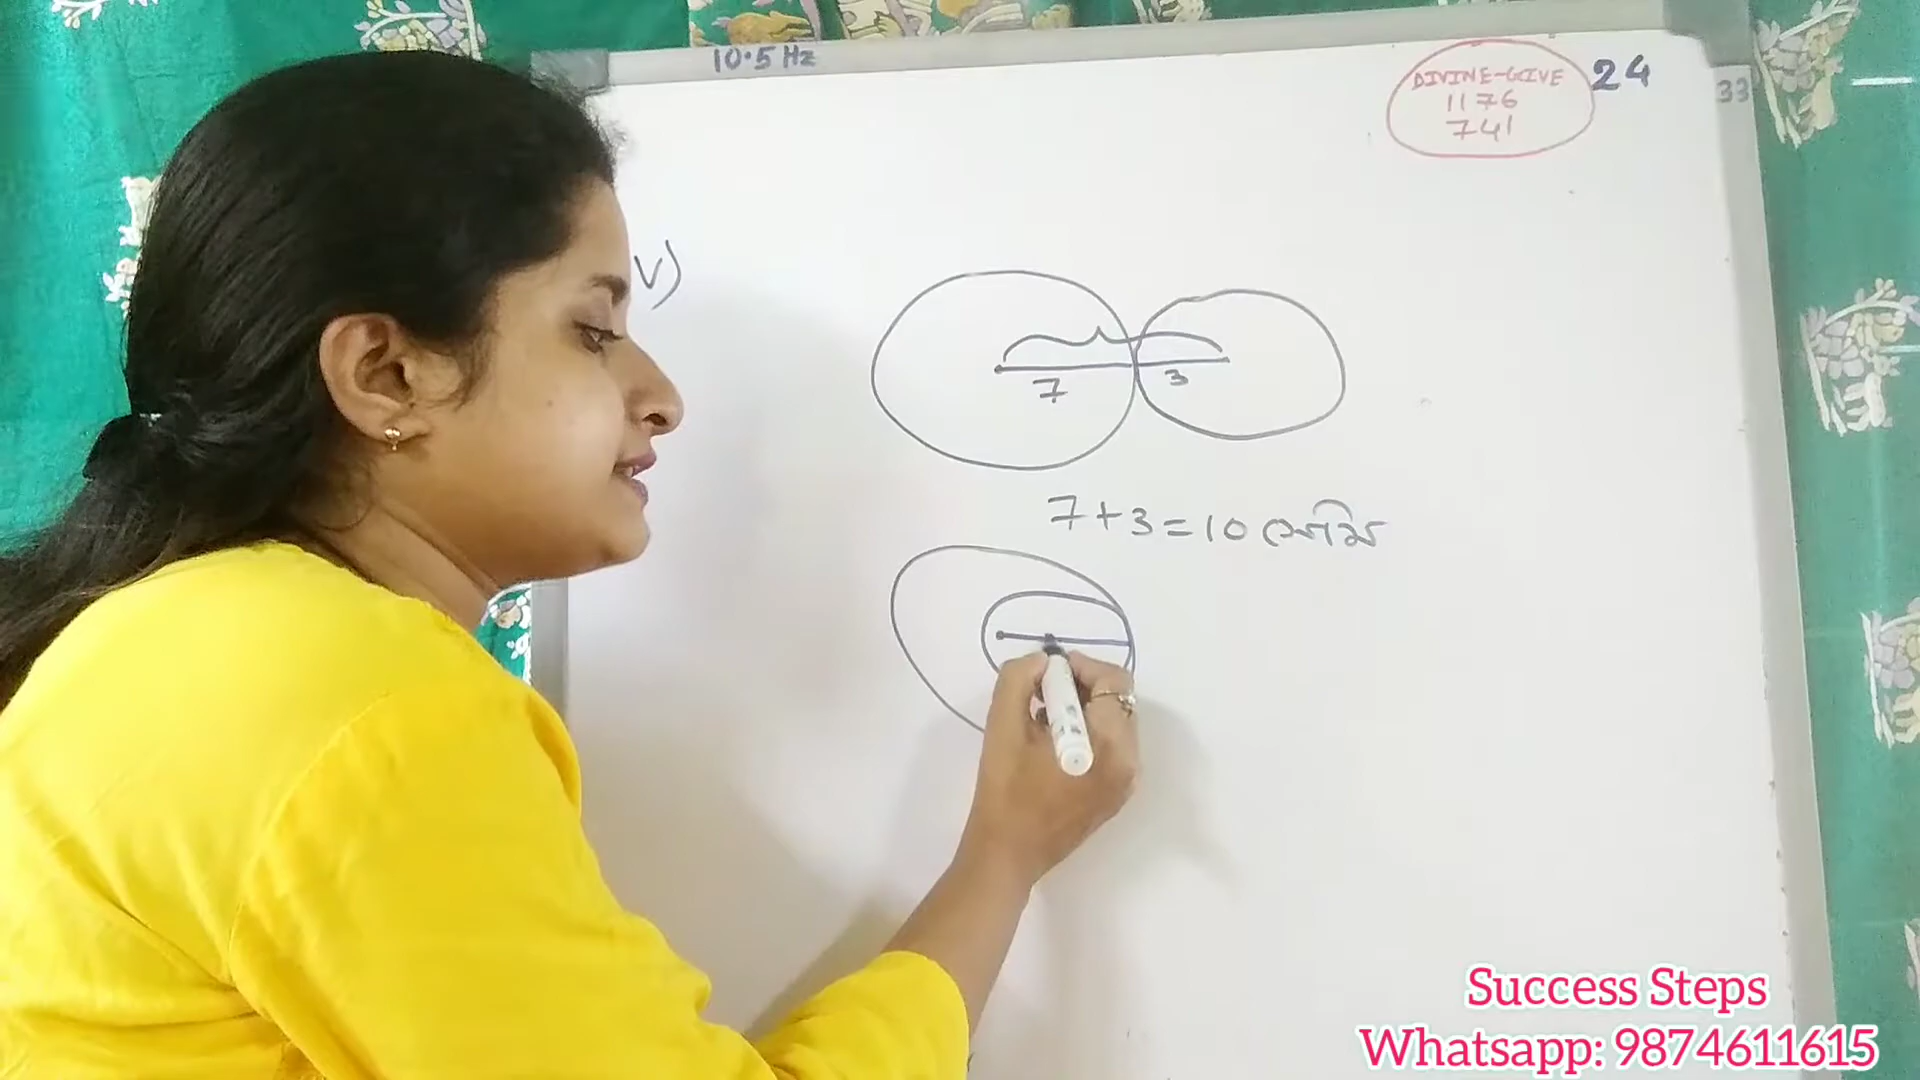 10.5 Hz
DIVINE-GIVE
1176
741
24
33
V)
7
3
7+3=10 সেমি
Success Steps
Whatsapp: 9874611615